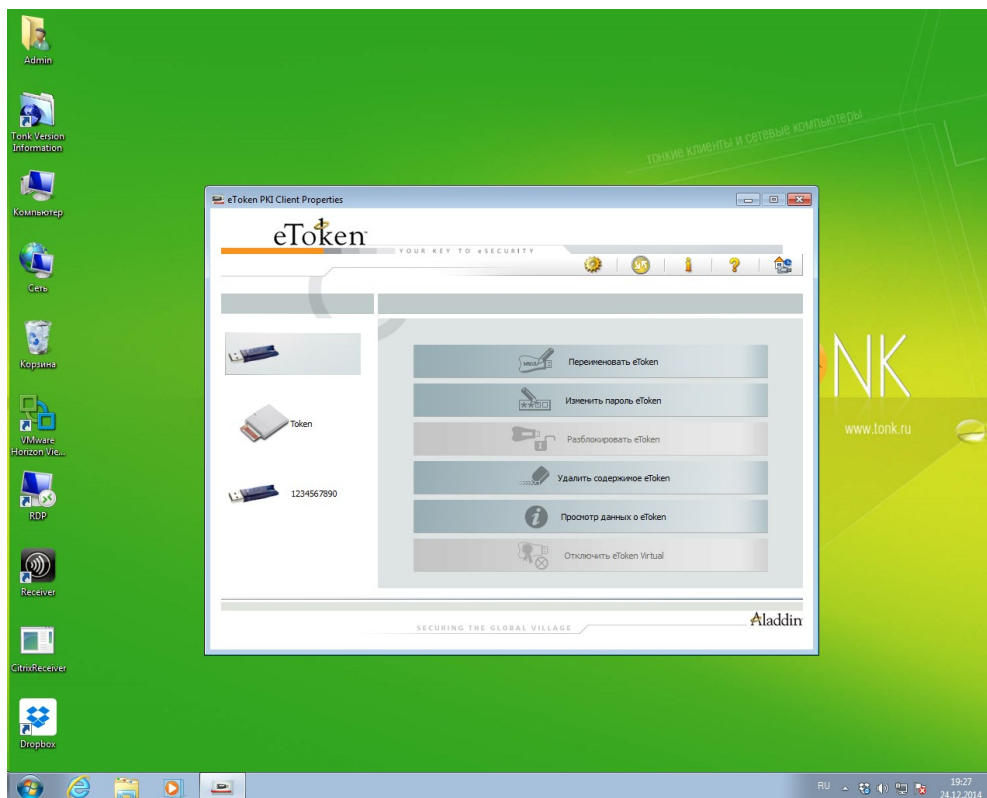 Admin
Tonk Version
Information
Компьютер
Сеть
Корзина
VMware
Horizon Vie...
RDP
Receiver
CitrixReceiver
Dropbox
ТОНКИЕ КЛИЕНТЫ И СЕТЕВЫЕ КОМПЬЮТЕРЫ
NK
www.tonk.ru
eToken PKI Client Properties
eToken
YOUR KEY TO eSECURITY
Token
1234567890
Переименовать eToken
Изменить пароль eToken
Разблокировать eToken
Удалить содержимое eToken
Просмотр данных о eToken
Отключить eToken Virtual
SECURING THE GLOBAL VILLAGE
Aladdin
RU
19:27
24.12.2014